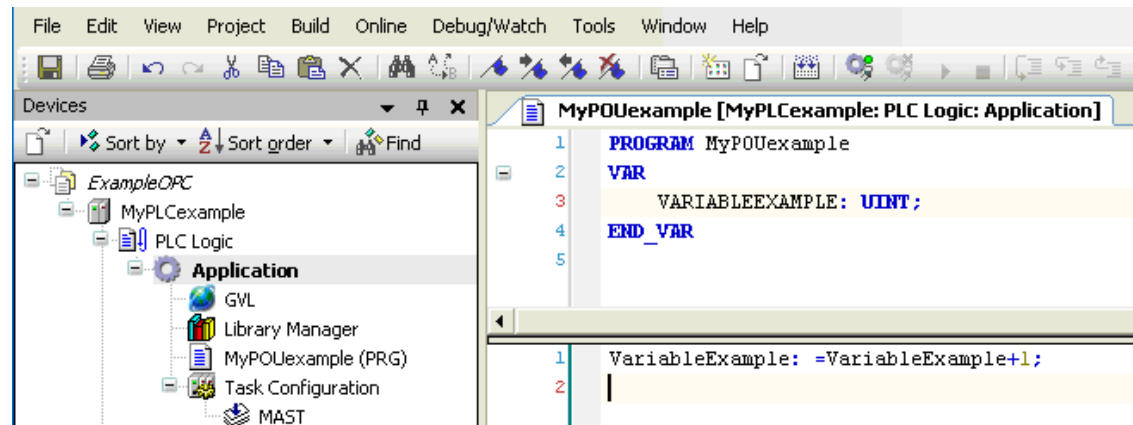 File Edit View Project Build Online Debug/Watch Tools Window Help
Devices
Sort by Sort order Find
ExampleOPC
MyPLCexample
PLC Logic
Application
GVL
Library Manager
MyPOUexample (PRG)
Task Configuration
MAST
MyPOUexample [MyPLCexample: PLC Logic: Application]
1 PROGRAM MyPOUexample
2 VAR
3 VARIABLEEXAMPLE: UINT;
4 END_VAR
5
1 VariableExample: =VariableExample+1;
2